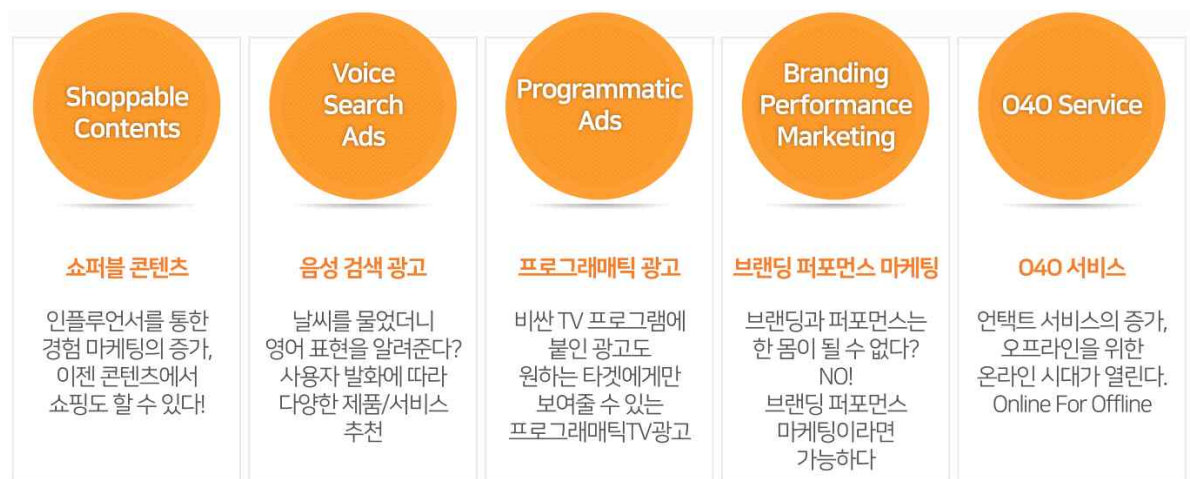 Shoppable
Contents
쇼퍼블 콘텐츠
인플루언서를 통한
경험 마케팅의 증가,
이젠 콘텐츠에서
쇼핑도 할 수 있다!
Voice
Search
Ads
음성 검색 광고
날씨를 물었더니
영어 표현을 알려준다?
사용자 발화에 따라
다양한 제품/서비스
추천
Programmatic
Ads
프로그래매틱 광고
비싼 TV 프로그램에
붙인 광고도
원하는 타겟에게만
보여줄 수 있는
프로그래매틱TV광고
Branding
Performance
Marketing
브랜딩 퍼포먼스 마케팅
브랜딩과 퍼포먼스는
한 몸이 될 수 없다?
NO!
브랜딩 퍼포먼스
마케팅이라면
가능하다
O4O Service
O4O 서비스
언택트 서비스의 증가,
오프라인을 위한
온라인 시대가 열린다.
Online For Offline